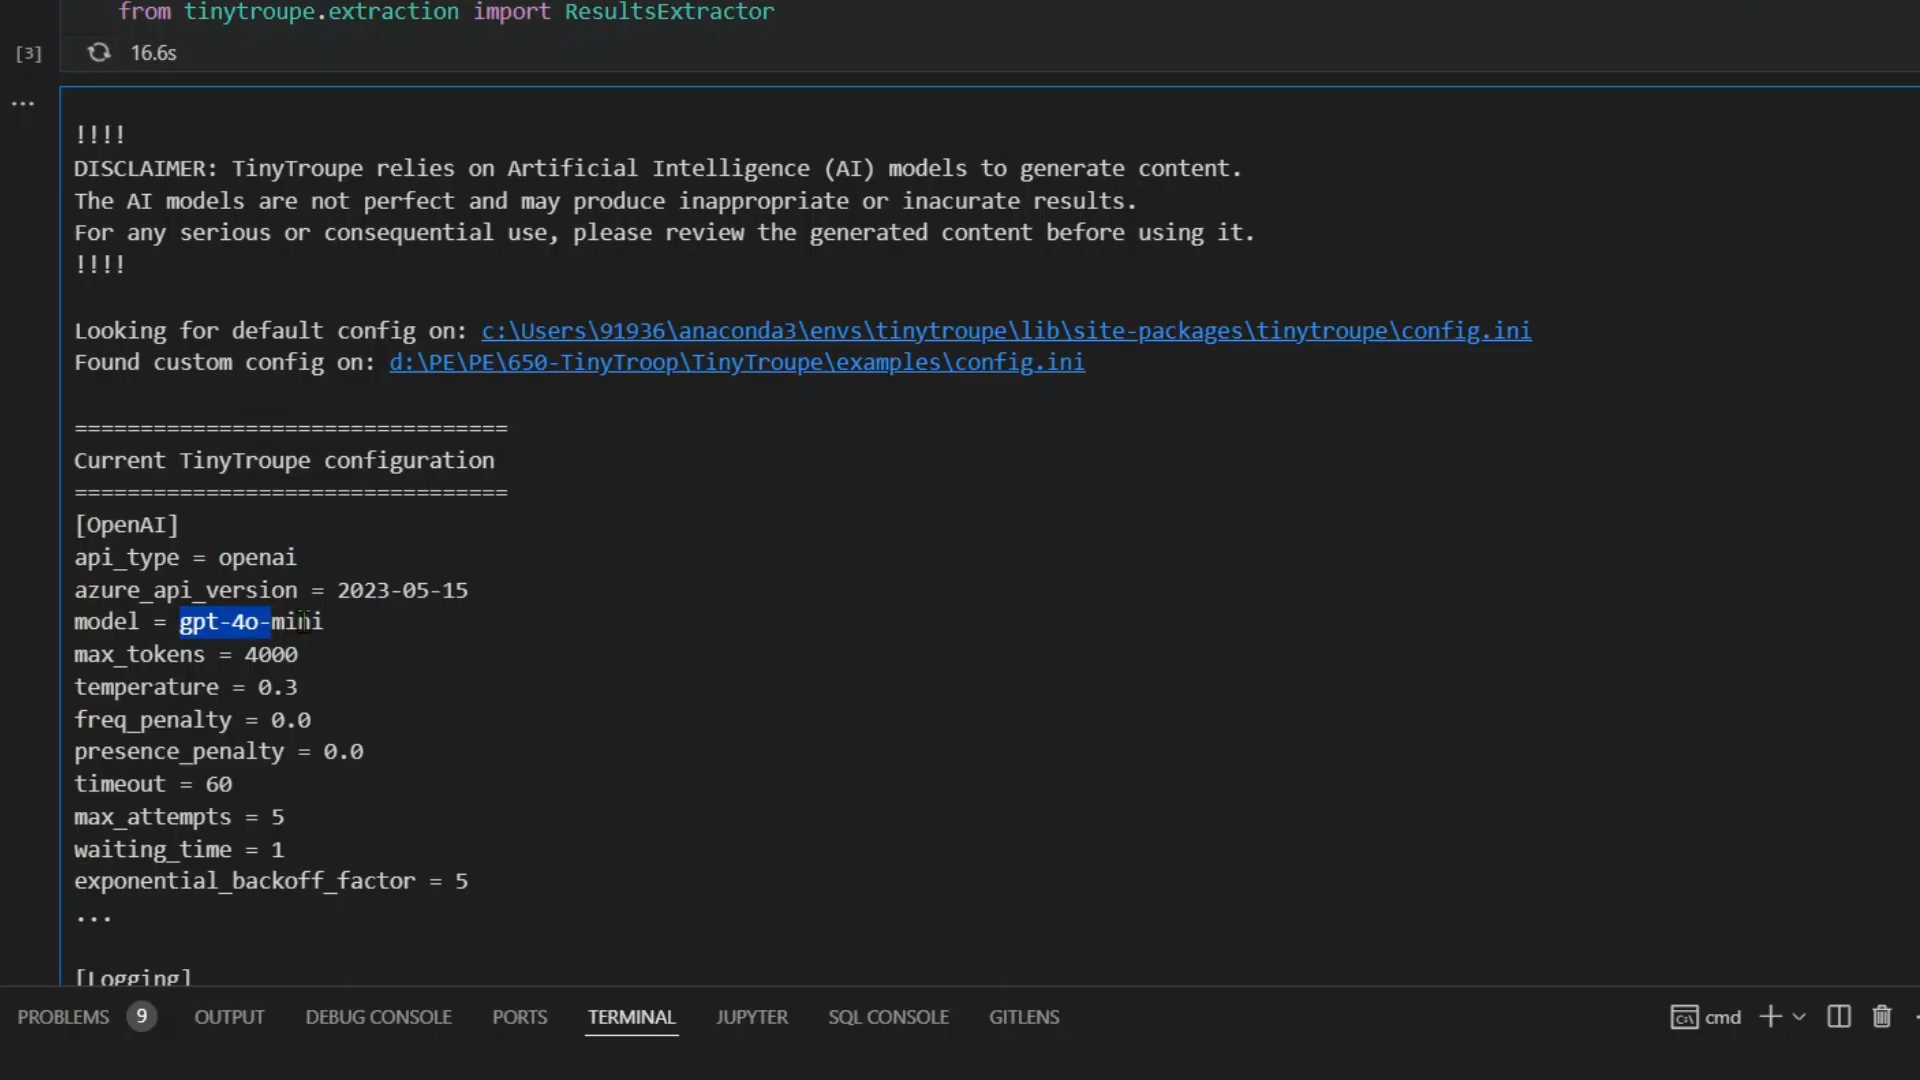 from tinytroupe.extraction import ResultsExtractor
[3] 16.6s
...
!!!!
DISCLAIMER: TinyTroupe relies on Artificial Intelligence (AI) models to generate content.
The AI models are not perfect and may produce inappropriate or inacurate results.
For any serious or consequential use, please review the generated content before using it.
!!!!
Looking for default config on: c:\Users\91936\anaconda3\envs\tinytroupe\lib\site-packages\tinytroupe\config.ini
Found custom config on: d:\PE\PE\650-TinyTroop\TinyTroupe\examples\config.ini
=================================
Current TinyTroupe configuration
=================================
[OpenAI]
api_type = openai
azure_api_version = 2023-05-15
model = gpt-4o-mini
max_tokens = 4000
temperature = 0.3
freq_penalty = 0.0
presence_penalty = 0.0
timeout = 60
max_attempts = 5
waiting_time = 1
exponential_backoff_factor = 5
...
[Logging]
PROBLEMS 9 OUTPUT DEBUG CONSOLE PORTS TERMINAL JUPYTER SQL CONSOLE GITLENS cmd